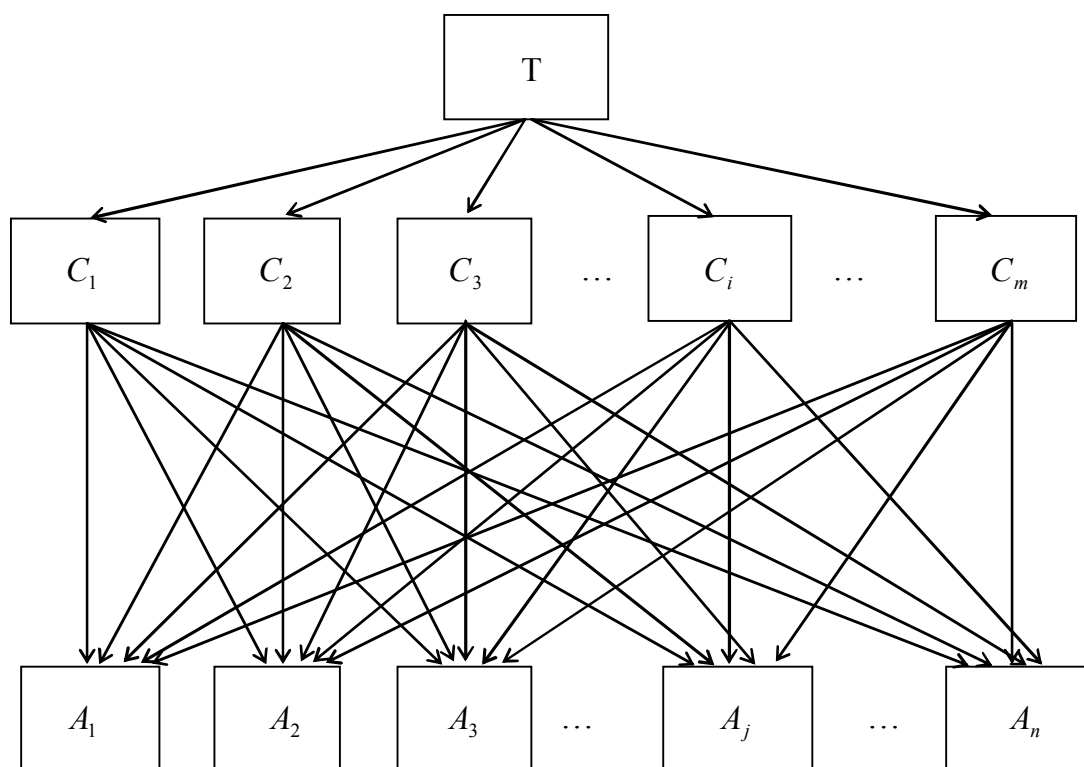 T
C₁ C₂ C₃ … Cᵢ … Cₘ
A₁ A₂ A₃ … Aⱼ … Aₙ